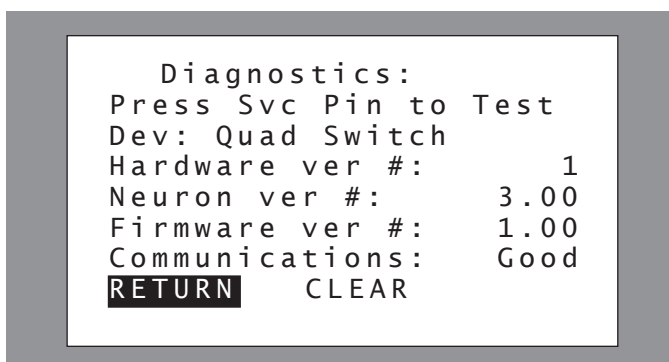 Diagnostics:
Press Svc Pin to Test
Dev: Quad Switch
Hardware ver #: 1
Neuron ver #: 3.00
Firmware ver #: 1.00
Communications: Good
RETURN CLEAR